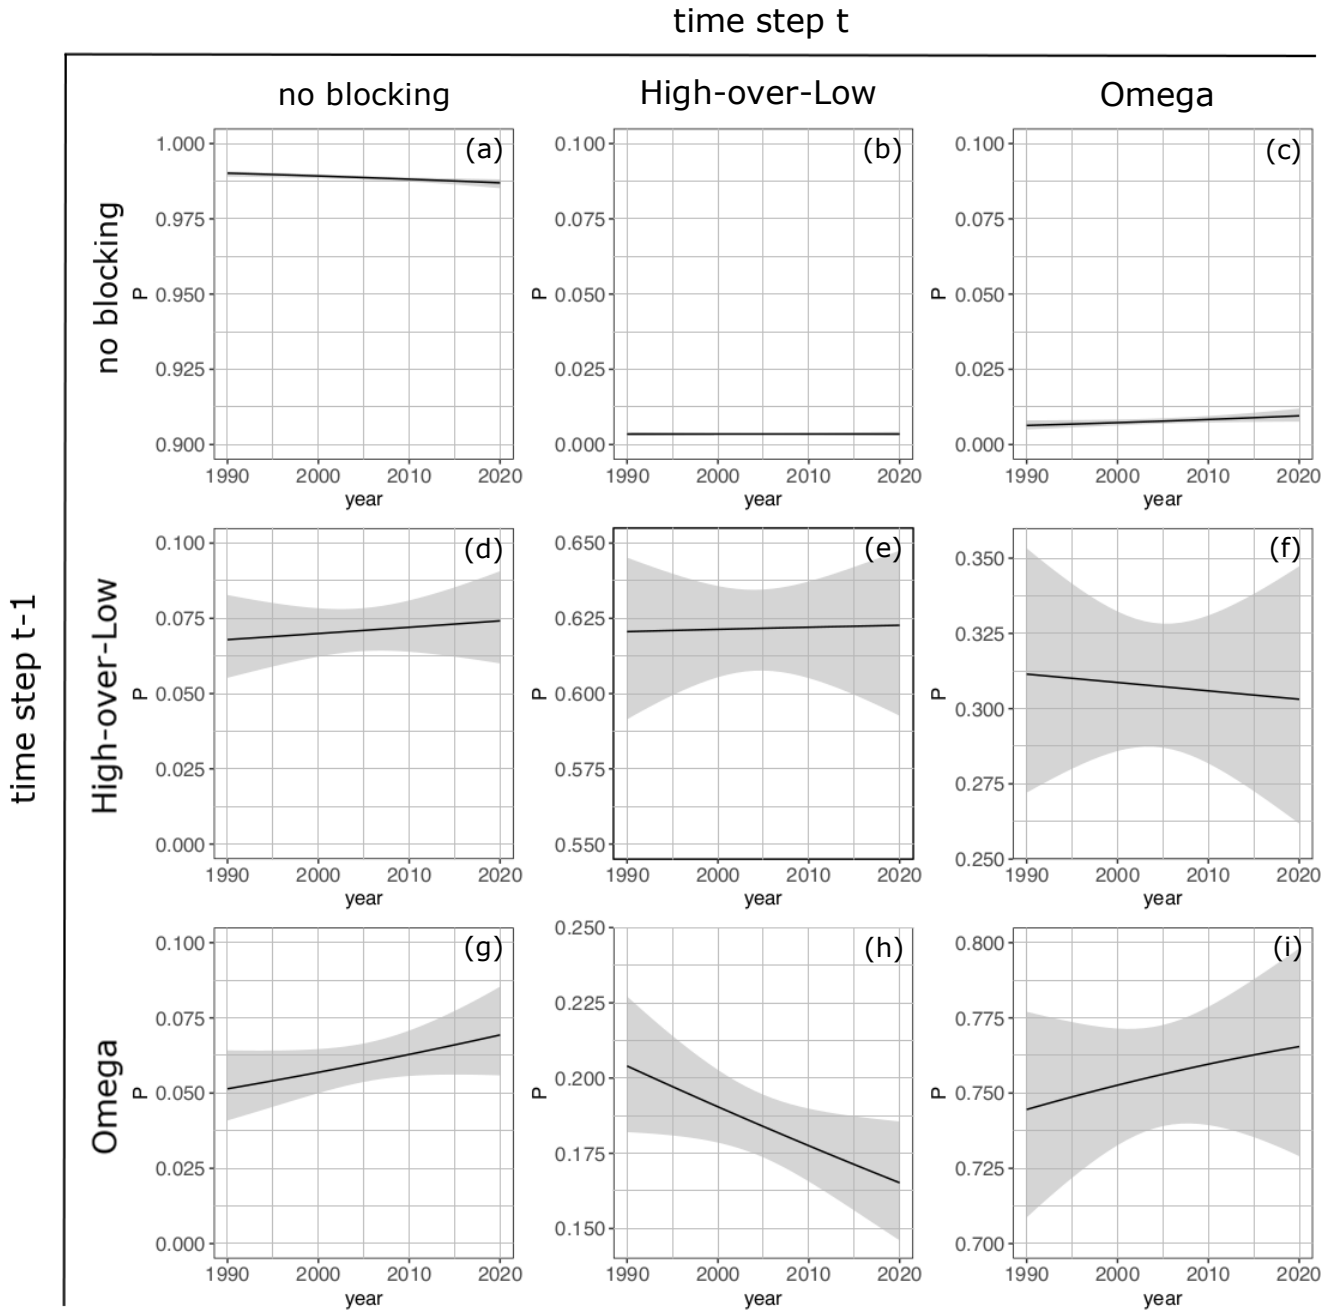 time step t
no blocking
High-over-Low
Omega
time step t-1
no blocking
1.000
0.975
0.950
0.925
0.900
P
(a)
1990
2000
2010
2020
year
0.100
0.075
0.050
0.025
0.000
P
(b)
1990
2000
2010
2020
year
0.100
0.075
0.050
0.025
0.000
P
(c)
1990
2000
2010
2020
year
High-over-Low
0.100
0.075
0.050
0.025
0.000
P
(d)
1990
2000
2010
2020
year
0.650
0.625
0.600
0.575
0.550
P
(e)
1990
2000
2010
2020
year
0.350
0.325
0.300
0.275
0.250
P
(f)
1990
2000
2010
2020
year
Omega
0.100
0.075
0.050
0.025
0.000
P
(g)
1990
2000
2010
2020
year
0.250
0.225
0.200
0.175
0.150
P
(h)
1990
2000
2010
2020
year
0.800
0.775
0.750
0.725
0.700
P
(i)
1990
2000
2010
2020
year